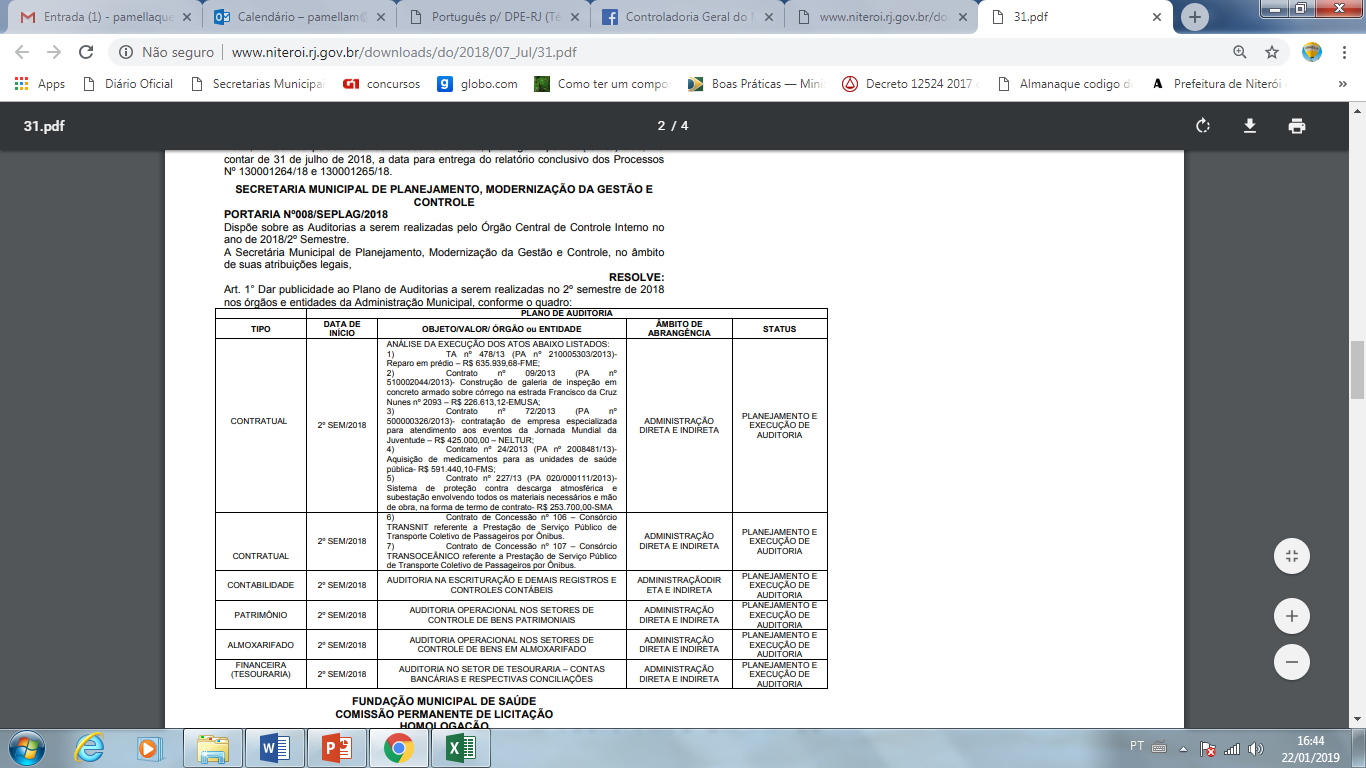 Entrada (1) - pamellaque
Calendário – pamellam@
Português p/ DPE-RJ (Té
Controladoria Geral do M
www.niteroi.rj.gov.br/do
31.pdf
Não seguro | www.niteroi.rj.gov.br/downloads/do/2018/07_Jul/31.pdf
Apps
Diário Oficial
Secretarias Municipai
G1 concursos
globo.com
Como ter um compo
Boas Práticas — Mini
Decreto 12524 2017
Almanaque codigo d
Prefeitura de Niterói
»
31.pdf
2 / 4
contar de 31 de julho de 2018, a data para entrega do relatório conclusivo dos Processos
Nº 130001264/18 e 130001265/18.
SECRETARIA MUNICIPAL DE PLANEJAMENTO, MODERNIZAÇÃO DA GESTÃO E
CONTROLE
PORTARIA Nº008/SEPLAG/2018
Dispõe sobre as Auditorias a serem realizadas pelo Órgão Central de Controle Interno no
ano de 2018/2º Semestre.
A Secretária Municipal de Planejamento, Modernização da Gestão e Controle, no âmbito
de suas atribuições legais,
RESOLVE:
Art. 1° Dar publicidade ao Plano de Auditorias a serem realizadas no 2º semestre de 2018
nos órgãos e entidades da Administração Municipal, conforme o quadro:
PLANO DE AUDITORIA
TIPO
DATA DE
INÍCIO
OBJETO/VALOR/ ÓRGÃO ou ENTIDADE
ÂMBITO DE
ABRANGÊNCIA
STATUS
CONTRATUAL
2º SEM/2018
ANÁLISE DA EXECUÇÃO DOS ATOS ABAIXO LISTADOS:
1) TA nº 478/13 (PA nº 210005303/2013)-
Reparo em prédio – R$ 635.939,68-FME;
2) Contrato nº 09/2013 (PA nº
510002044/2013)- Construção de galeria de inspeção em
concreto armado sobre córrego na estrada Francisco da Cruz
Nunes nº 2093 – R$ 226.613,12-EMUSA;
3) Contrato nº 72/2013 (PA nº
500000326/2013)- contratação de empresa especializada
para atendimento aos eventos da Jornada Mundial da
Juventude – R$ 425.000,00 – NELTUR;
4) Contrato nº 24/2013 (PA nº 2008481/13)-
Aquisição de medicamentos para as unidades de saúde
pública- R$ 591.440,10-FMS;
5) Contrato nº 227/13 (PA 020/000111/2013)-
Sistema de proteção contra descarga atmosférica e
subestação envolvendo todos os materiais necessários e mão
de obra, na forma de termo de contrato- R$ 253.700,00-SMA
ADMINISTRAÇÃO
DIRETA E INDIRETA
PLANEJAMENTO E
EXECUÇÃO DE
AUDITORIA
CONTRATUAL
2º SEM/2018
6) Contrato de Concessão nº 106 – Consórcio
TRANSNIT referente a Prestação de Serviço Público de
Transporte Coletivo de Passageiros por Ônibus.
7) Contrato de Concessão nº 107 – Consórcio
TRANSOCEÂNICO referente a Prestação de Serviço Público
de Transporte Coletivo de Passageiros por Ônibus.
ADMINISTRAÇÃO
DIRETA E INDIRETA
PLANEJAMENTO E
EXECUÇÃO DE
AUDITORIA
CONTABILIDADE
2º SEM/2018
AUDITORIA NA ESCRITURAÇÃO E DEMAIS REGISTROS E
CONTROLES CONTÁBEIS
ADMINISTRAÇÃODIR
ETA E INDIRETA
PLANEJAMENTO E
EXECUÇÃO DE
AUDITORIA
PATRIMÔNIO
2º SEM/2018
AUDITORIA OPERACIONAL NOS SETORES DE
CONTROLE DE BENS PATRIMONIAIS
ADMINISTRAÇÃO
DIRETA E INDIRETA
PLANEJAMENTO E
EXECUÇÃO DE
AUDITORIA
ALMOXARIFADO
2º SEM/2018
AUDITORIA OPERACIONAL NOS SETORES DE
CONTROLE DE BENS EM ALMOXARIFADO
ADMINISTRAÇÃO
DIRETA E INDIRETA
PLANEJAMENTO E
EXECUÇÃO DE
AUDITORIA
FINANCEIRA
(TESOURARIA)
2º SEM/2018
AUDITORIA NO SETOR DE TESOURARIA – CONTAS
BANCÁRIAS E RESPECTIVAS CONCILIAÇÕES
ADMINISTRAÇÃO
DIRETA E INDIRETA
PLANEJAMENTO E
EXECUÇÃO DE
AUDITORIA
FUNDAÇÃO MUNICIPAL DE SAÚDE
COMISSÃO PERMANENTE DE LICITAÇÃO
HOMOLOGAÇÃO
PT
16:44
22/01/2019